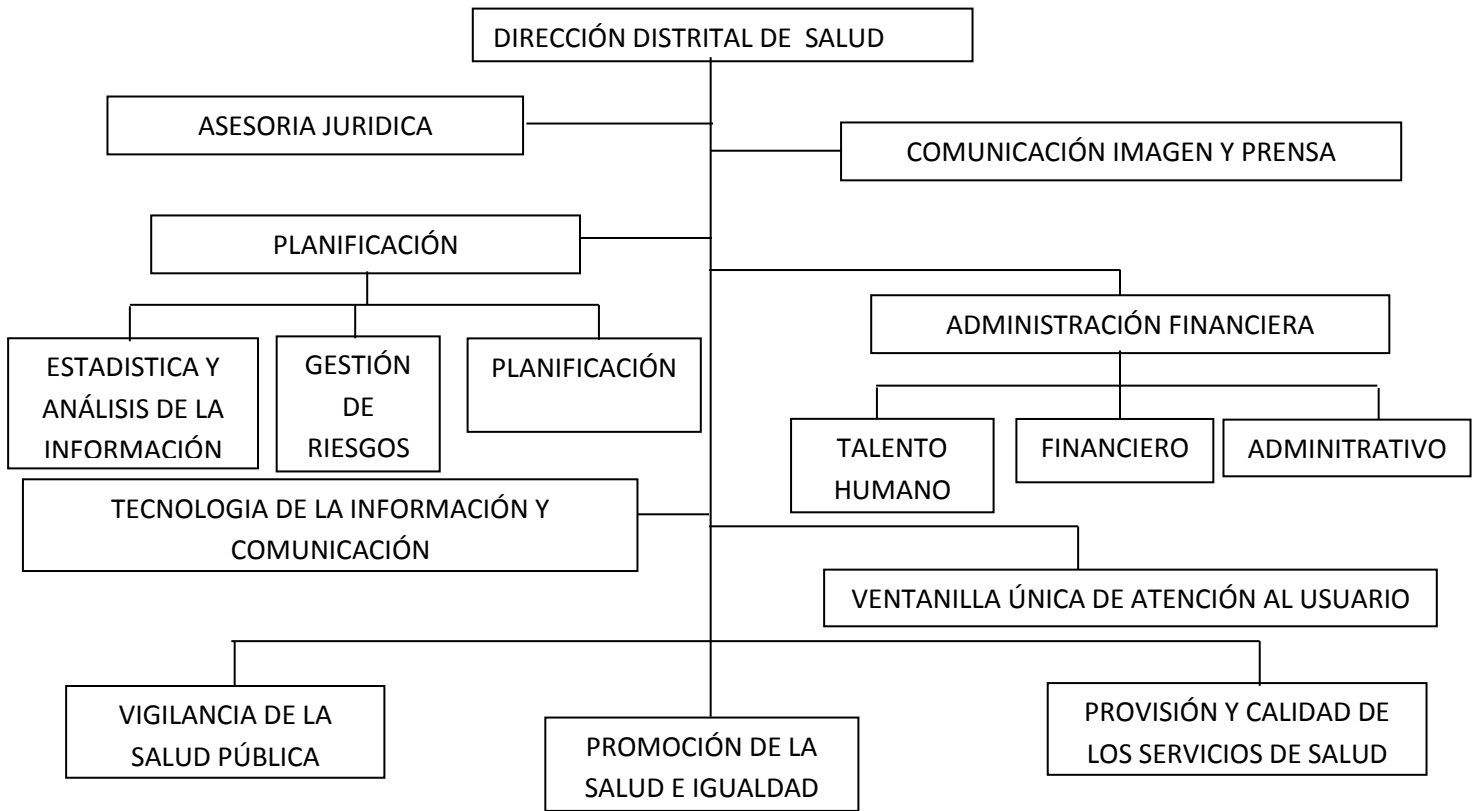 DIRECCIÓN DISTRITAL DE SALUD
ASESORIA JURIDICA
COMUNICACIÓN IMAGEN Y PRENSA
PLANIFICACIÓN
ADMINISTRACIÓN FINANCIERA
ESTADISTICA Y
ANÁLISIS DE LA
INFORMACIÓN
GESTIÓN
DE
RIESGOS
PLANIFICACIÓN
TALENTO
HUMANO
FINANCIERO
ADMINISTRATIVO
TECNOLOGIA DE LA INFORMACIÓN Y
COMUNICACIÓN
VENTANILLA ÚNICA DE ATENCIÓN AL USUARIO
VIGILANCIA DE LA
SALUD PÚBLICA
PROMOCIÓN DE LA
SALUD E IGUALDAD
PROVISIÓN Y CALIDAD DE
LOS SERVICIOS DE SALUD